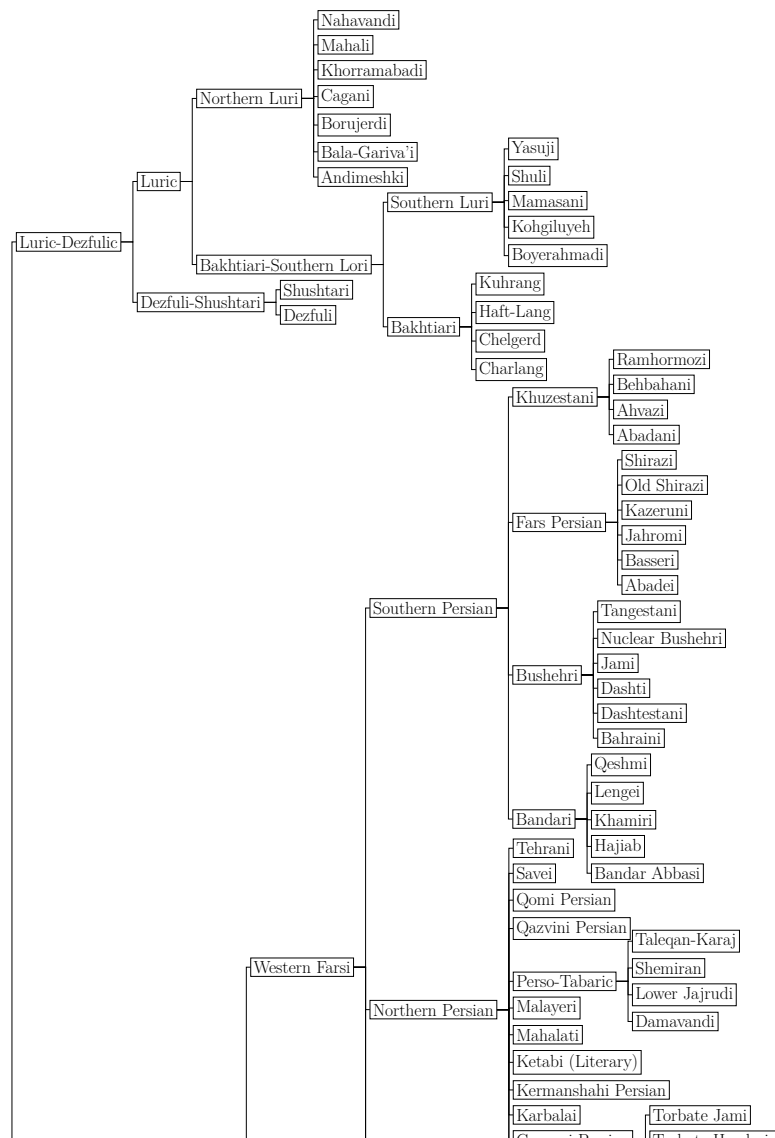 Nahavandi
Mahali
Khorramabadi
Northern Luri
Cagani
Borujerdi
Bala-Gariva'i
Andimeshki
Luric
Yasuji
Shuli
Southern Luri
Mamasani
Kohgiluyeh
Boyerahmadi
Luric-Dezfulic
Bakhtiari-Southern Lori
Kuhrang
Haft-Lang
Bakhtiari
Chelgerd
Charlang
Dezfuli-Shushtari
Shushtari
Dezfuli
Ramhormozi
Behbahani
Khuzestani
Ahvazi
Abadani
Shirazi
Old Shirazi
Kazeruni
Fars Persian
Jahromi
Basseri
Abadei
Southern Persian
Tangestani
Nuclear Bushehri
Jami
Bushehri
Dashti
Dashtestani
Bahraini
Qeshmi
Lengei
Bandari
Khamiri
Hajiab
Bandar Abbasi
Tehrani
Savei
Qomi Persian
Qazvini Persian
Western Farsi
Taleqan-Karaj
Shemiran
Perso-Tabaric
Lower Jajrudi
Damavandi
Northern Persian
Malayeri
Mahalati
Ketabi (Literary)
Kermanshahi Persian
Karbalai
Torbate Jami